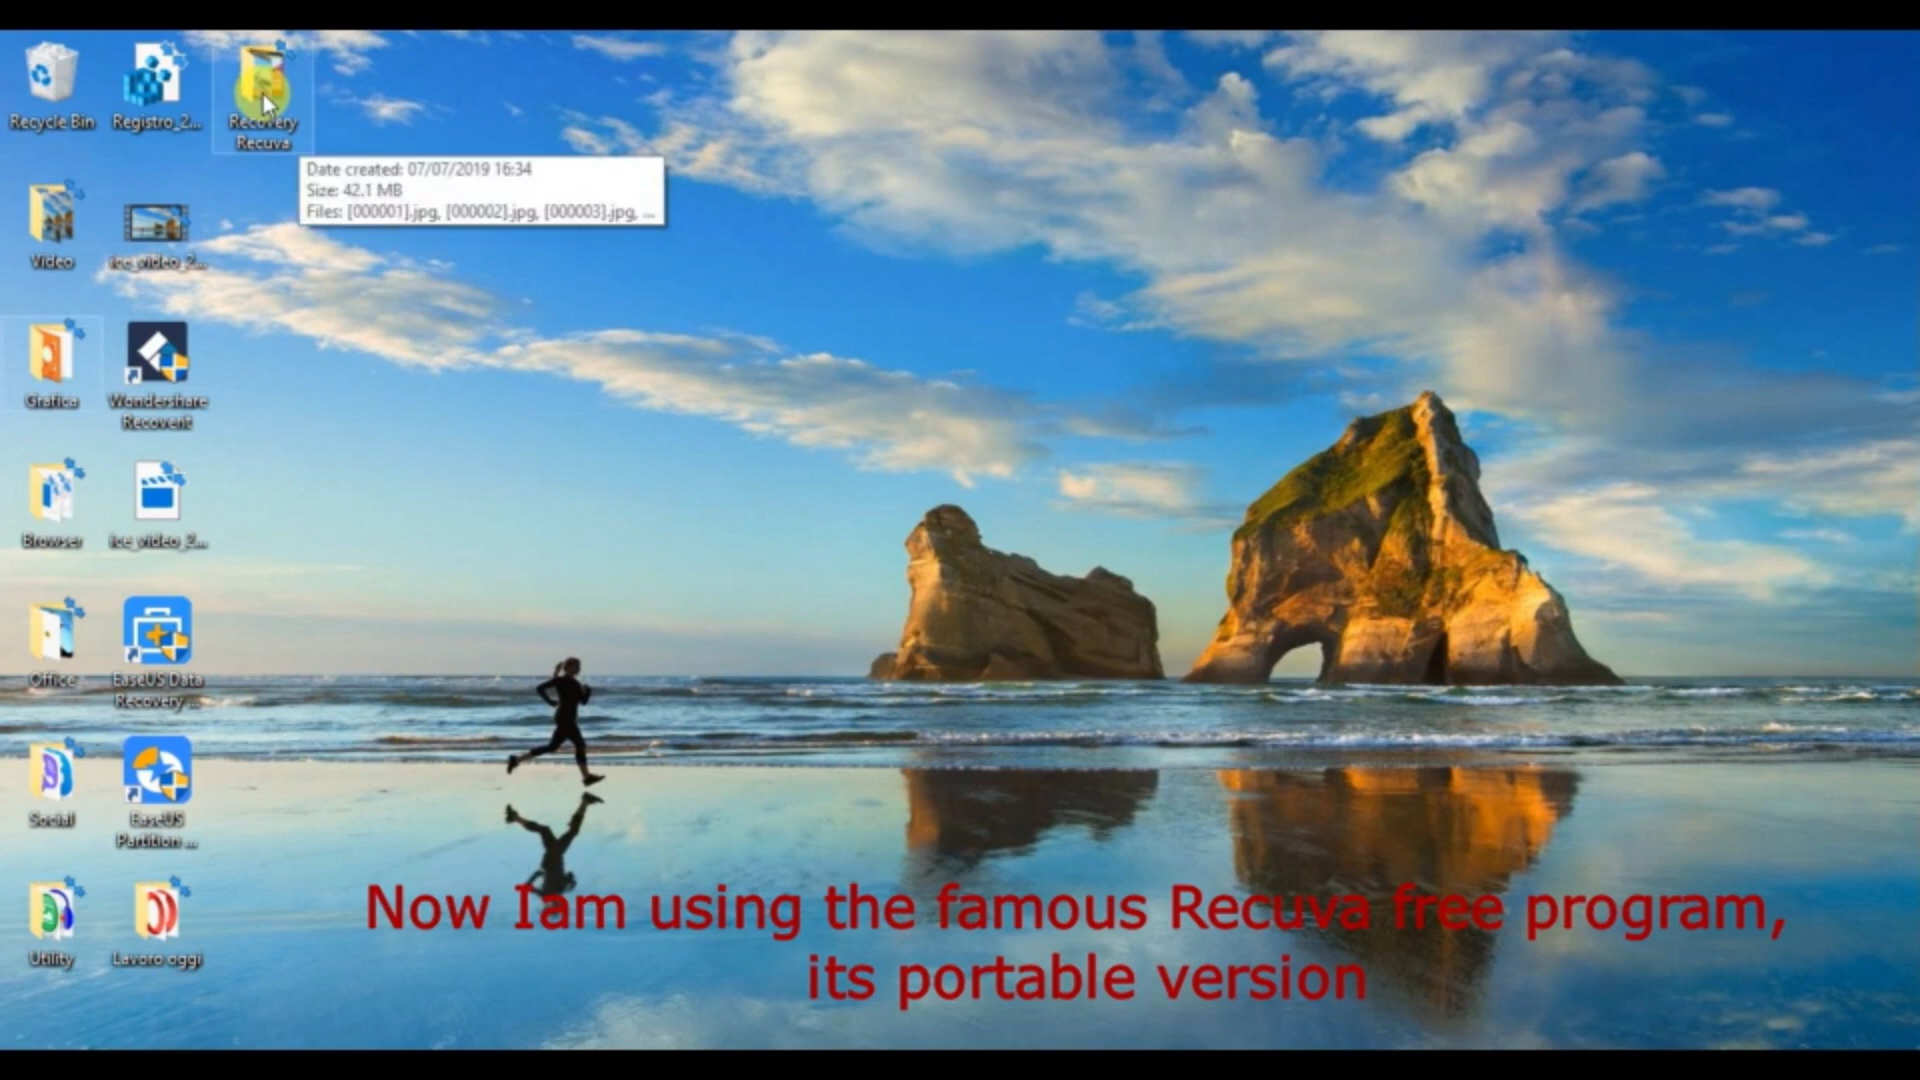 Recycle Bin
Registro_2...
Recovery
Recuva
Date created: 07/07/2019 16:34
Size: 42.1 MB
Files: [000001].jpg, [000002].jpg, [000003].jpg, ...
Video
ice_video_2...
Grafica
Wondershare
Recoverit
Browser
ice_video_2...
Office
EaseUS Data
Recovery ...
Social
EaseUS
Partition ...
Utility
Lavoro oggi
Now Iam using the famous Recuva free program,
its portable version